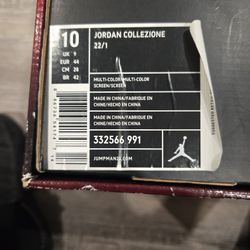 10
JORDAN COLLEZIONE
22/1
UK 9
EUR 44
CM 28
BR 42
MULTI-COLOR/MULTI-COLOR
SCREEN/SCREEN
MADE IN CHINA/FABRIQUE EN
CHINE/HECHO EN CHINA
MADE IN CHINA/FABRIQUE EN
CHINE/HECHO EN CHINA
332566 991
JUMPMAN23.COM